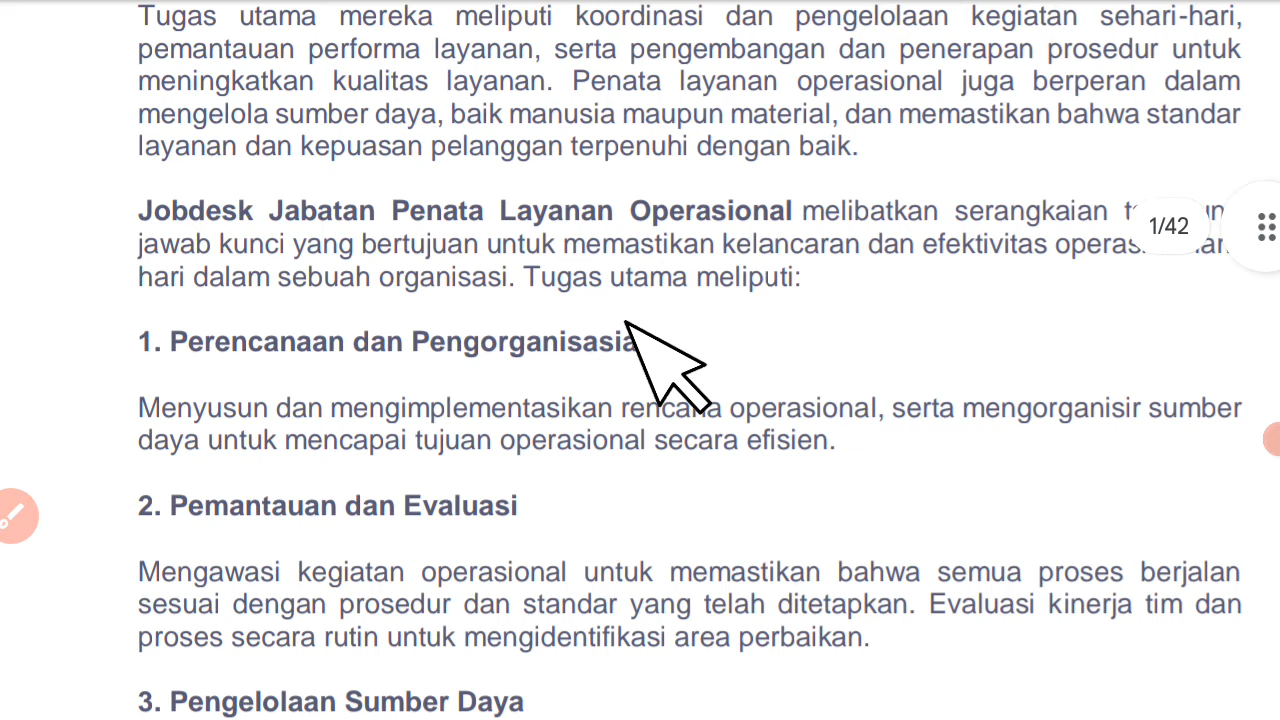 Tugas utama mereka meliputi koordinasi dan pengelolaan kegiatan sehari-hari,
pemantauan performa layanan, serta pengembangan dan penerapan prosedur untuk
meningkatkan kualitas layanan. Penata layanan operasional juga berperan dalam
mengelola sumber daya, baik manusia maupun material, dan memastikan bahwa standar
layanan dan kepuasan pelanggan terpenuhi dengan baik.
Jobdesk Jabatan Penata Layanan Operasional melibatkan serangkaian
1/42
jawab kunci yang bertujuan untuk memastikan kelancaran dan efektivitas
hari dalam sebuah organisasi. Tugas utama meliputi:
1. Perencanaan dan
Menyusun dan mengimplementasikan rencana operasional, serta mengorganisir sumber
daya untuk mencapai tujuan operasional secara efisien.
2. Pemantauan dan Evaluasi
Mengawasi kegiatan operasional untuk memastikan bahwa semua proses berjalan
sesuai dengan prosedur dan standar yang telah ditetapkan. Evaluasi kinerja tim dan
proses secara rutin untuk mengidentifikasi area perbaikan.
3. Pengelolaan Sumber Daya